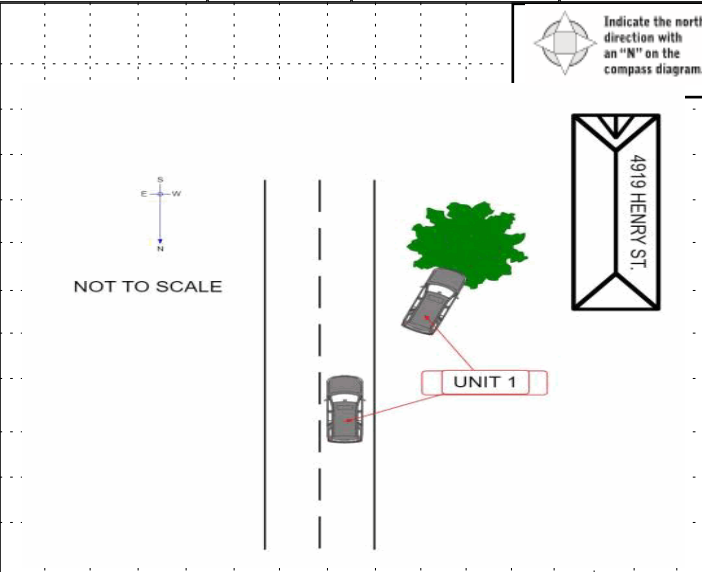 Indicate the north
direction with
an “N” on the
compass diagram.
S
E W
N
NOT TO SCALE
4919 HENRY ST.
UNIT 1